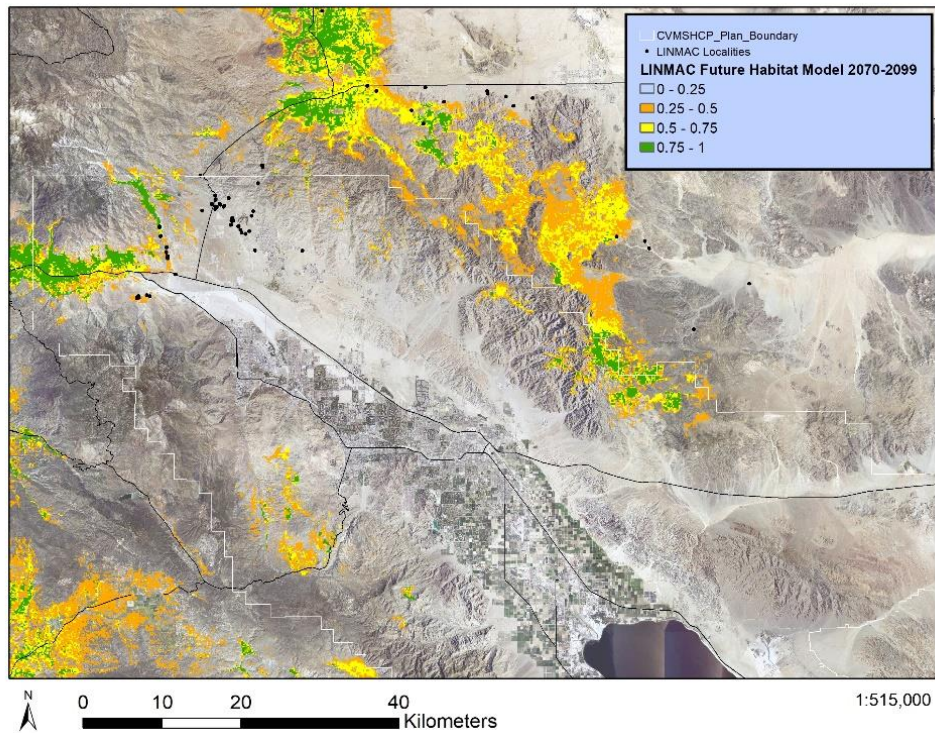 CVMSHCP_Plan_Boundary
LINMAC Localities
LINMAC Future Habitat Model 2070-2099
0 - 0.25
0.25 - 0.5
0.5 - 0.75
0.75 - 1
N
0 10 20 40
Kilometers
1:515,000